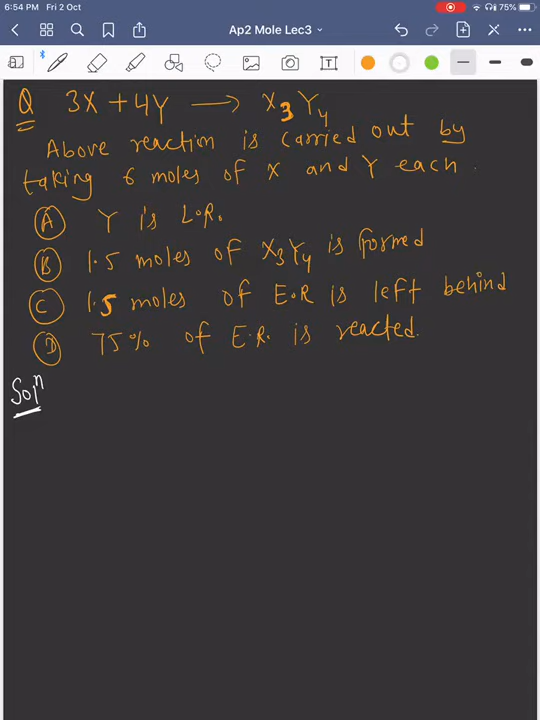 6:54 PM Fri 2 Oct 75%
Ap2 Mole Lec3
Q 3X + 4Y → X₃Y₄
Above reaction is carried out by
taking 6 moles of X and Y each.
(A) Y is L.R.
(B) 1.5 moles of X₃Y₄ is formed
(C) 1.5 moles of E.R is left behind
(D) 75% of E.R. is reacted.
Solⁿ